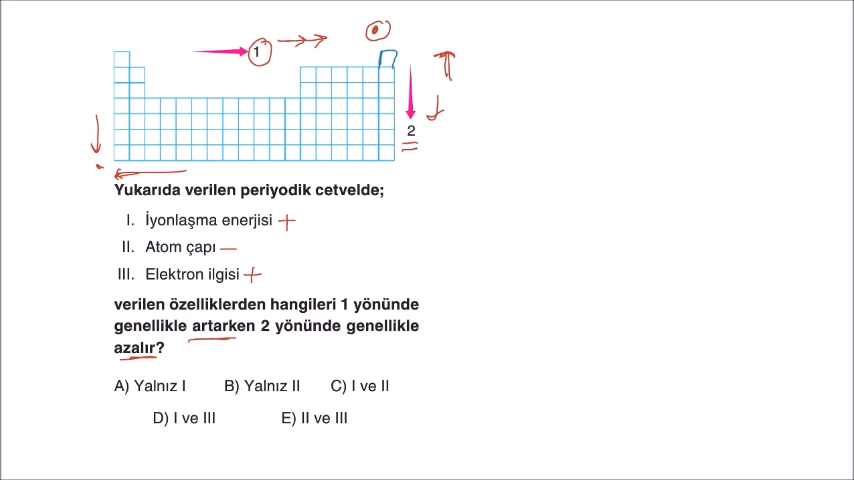 1
2
Yukarıda verilen periyodik cetvelde;
I. İyonlaşma enerjisi +
II. Atom çapı –
III. Elektron ilgisi +
verilen özelliklerden hangileri 1 yönünde
genellikle artarken 2 yönünde genellikle
azalır?
A) Yalnız I B) Yalnız II C) I ve II
D) I ve III E) II ve III